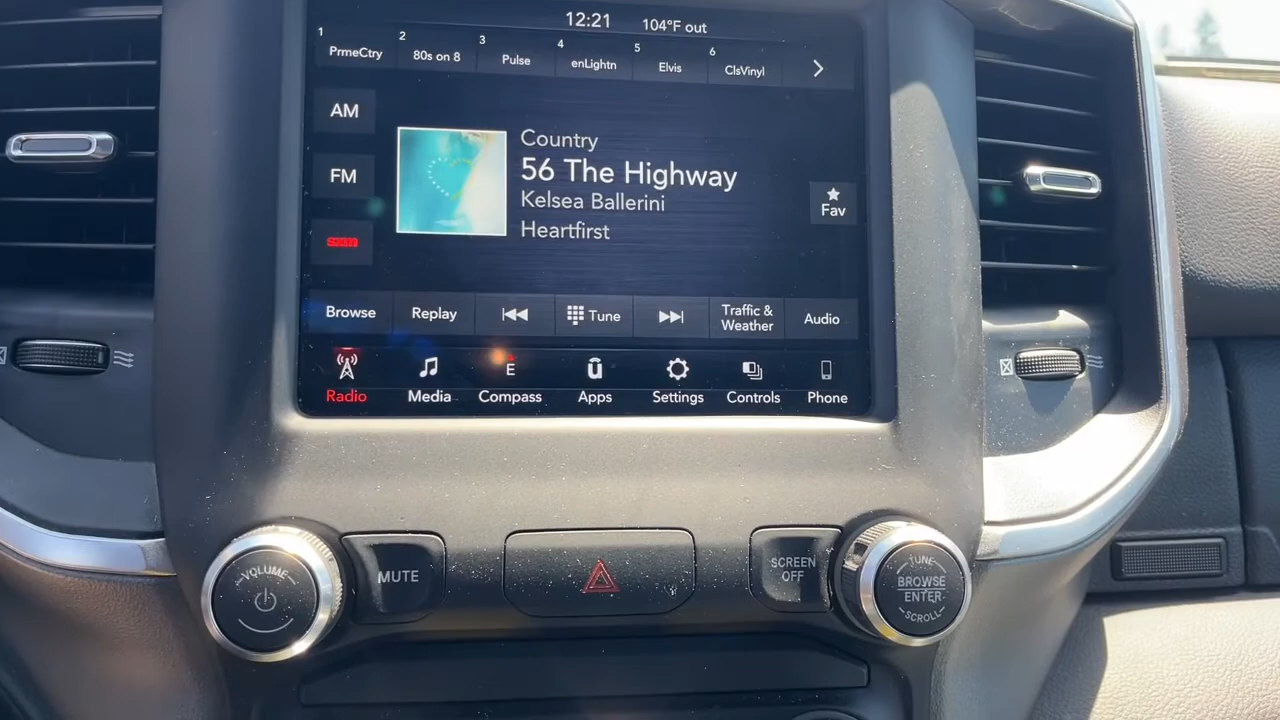 12:21 104°F out
1 PrmeCtry 2 80s on 8 3 Pulse 4 enLightn 5 Elvis 6 ClsVinyl
AM
Country
56 The Highway
FM
Kelsea Ballerini
Fav
Heartfirst
sxm
Browse Replay Tune Traffic & Weather Audio
E
Radio Media Compass Apps Settings Controls Phone
VOLUME
MUTE
SCREEN
OFF
TUNE
BROWSE
ENTER
SCROLL